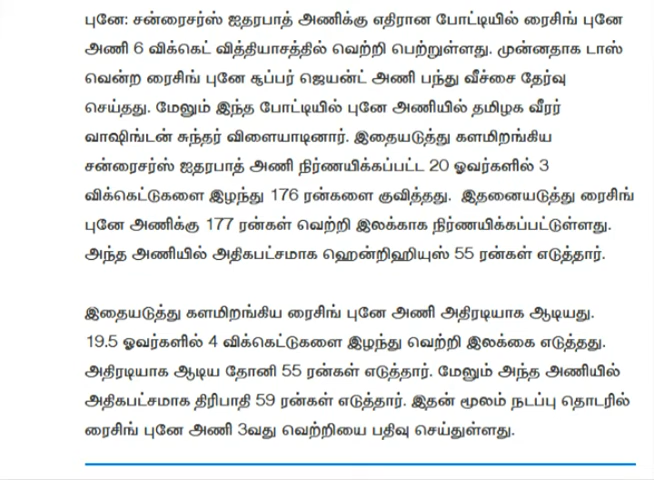 புனே: சன்ரைசர்ஸ் ஐதரபாத் அணிக்கு எதிரான போட்டியில் ரைசிங் புனே
அணி 6 விக்கெட் வித்தியாசத்தில் வெற்றி பெற்றுள்ளது. முன்னதாக டாஸ்
வென்ற ரைசிங் புனே சூப்பர் ஜெயன்ட் அணி பந்து வீச்சை தேர்வு
செய்தது. மேலும் இந்த போட்டியில் புனே அணியில் தமிழக வீரர்
வாஷிங்டன் சுந்தர் விளையாடினார். இதையடுத்து களமிறங்கிய
சன்ரைசர்ஸ் ஐதரபாத் அணி நிர்ணயிக்கப்பட்ட 20 ஓவர்களில் 3
விக்கெட்டுகளை இழந்து 176 ரன்களை குவித்தது. இதனையடுத்து ரைசிங்
புனே அணிக்கு 177 ரன்கள் வெற்றி இலக்காக நிர்ணயிக்கப்பட்டுள்ளது.
அந்த அணியில் அதிகபட்சமாக ஹென்றிஹியுஸ் 55 ரன்கள் எடுத்தார்.
இதையடுத்து களமிறங்கிய ரைசிங் புனே அணி அதிரடியாக ஆடியது.
19.5 ஓவர்களில் 4 விக்கெட்டுகளை இழந்து வெற்றி இலக்கை எடுத்தது.
அதிரடியாக ஆடிய தோனி 55 ரன்கள் எடுத்தார். மேலும் அந்த அணியில்
அதிகபட்சமாக திரிபாதி 59 ரன்கள் எடுத்தார். இதன் மூலம் நடப்பு தொடரில்
ரைசிங் புனே அணி 3வது வெற்றியை பதிவு செய்துள்ளது.